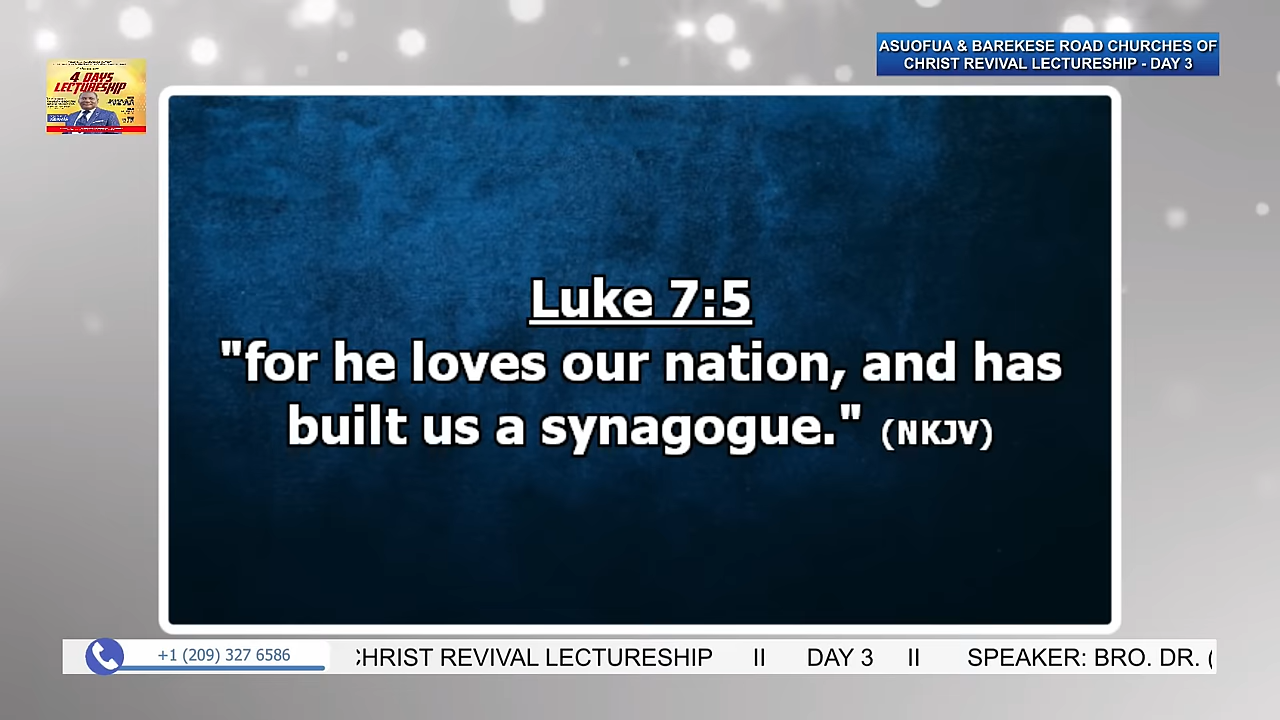 ASUOFUA & BAREKESE ROAD CHURCHES OF
CHRIST REVIVAL LECTURESHIP - DAY 3
4 DAYS
LECTURESHIP
Luke 7:5
"for he loves our nation, and has
built us a synagogue." (NKJV)
+1 (209) 327 6586
CHRIST REVIVAL LECTURESHIP II DAY 3 II SPEAKER: BRO. DR. (